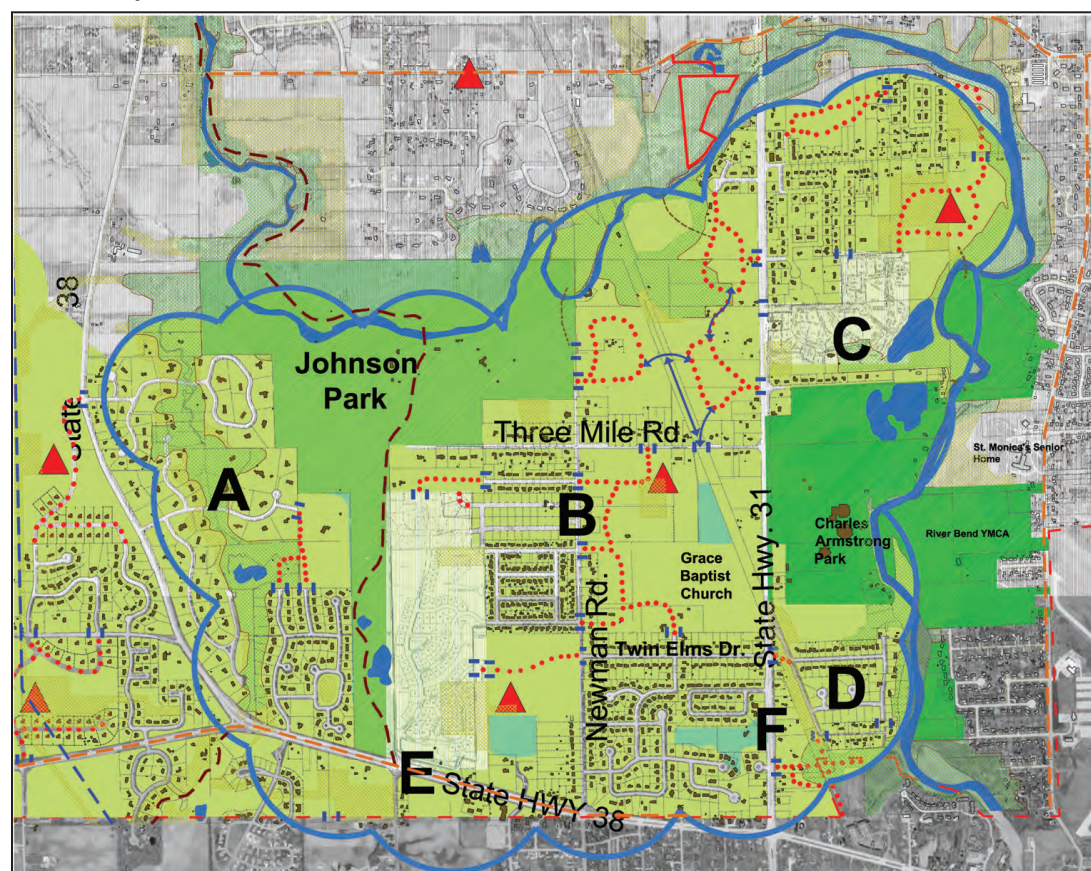 State
38
Johnson
Park
C
St. Monica's Senior
Home
Three Mile Rd.
A
B
Charles
Armstrong
Park
River Bend YMCA
Grace
Baptist
Church
State Hwy. 31
Newman Rd.
Twin Elms Dr.
D
F
E
State HWY 38